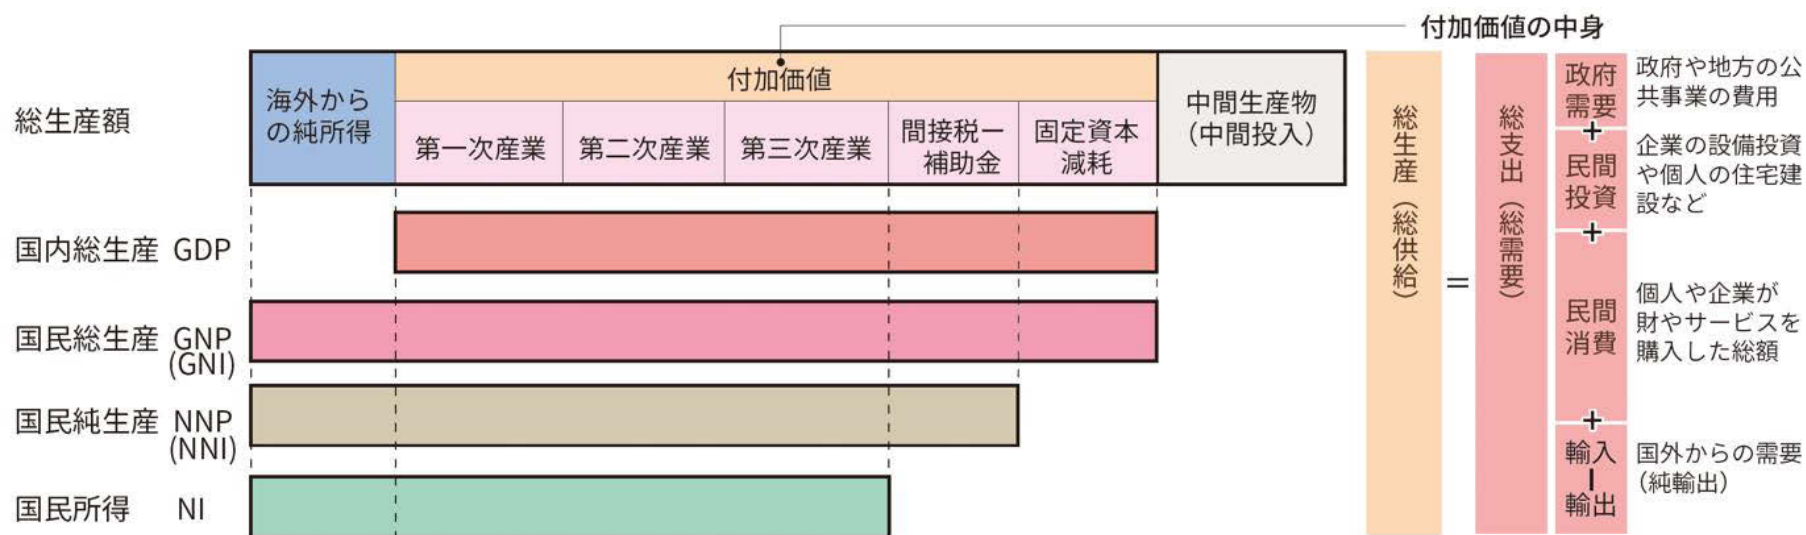 付加価値の中身
総生産額
海外から
の純所得
付加価値
第一次産業
第二次産業
第三次産業
間接税ー
補助金
固定資本
減耗
中間生産物
（中間投入）
国内総生産 GDP
国民総生産 GNP
(GNI)
国民純生産 NNP
(NNI)
国民所得 NI
総生産（総供給）
=
総支出（総需要）
政府
需要
+
民間
投資
+
民間
消費
+
輸入
ー
輸出
政府や地方の公
共事業の費用
企業の設備投資
や個人の住宅建
設など
個人や企業が
財やサービスを
購入した総額
国外からの需要
（純輸出）